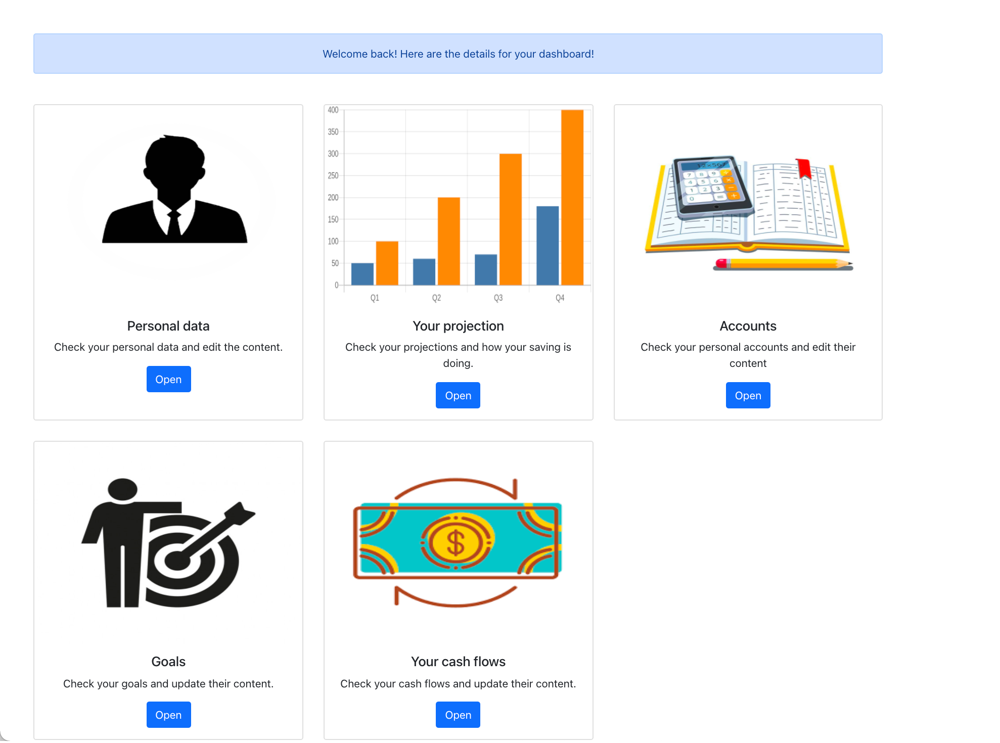 Welcome back! Here are the details for your dashboard!
400
350
300
250
200
150
100
50
0
Q1 Q2 Q3 Q4
12×567
7 8 9 ÷
4 5 6 ×
1 2 3 −
0 = +
Personal data
Check your personal data and edit the content.
Open
Your projection
Check your projections and how your saving is
doing.
Open
Accounts
Check your personal accounts and edit their
content
Open
$
Goals
Check your goals and update their content.
Open
Your cash flows
Check your cash flows and update their content.
Open